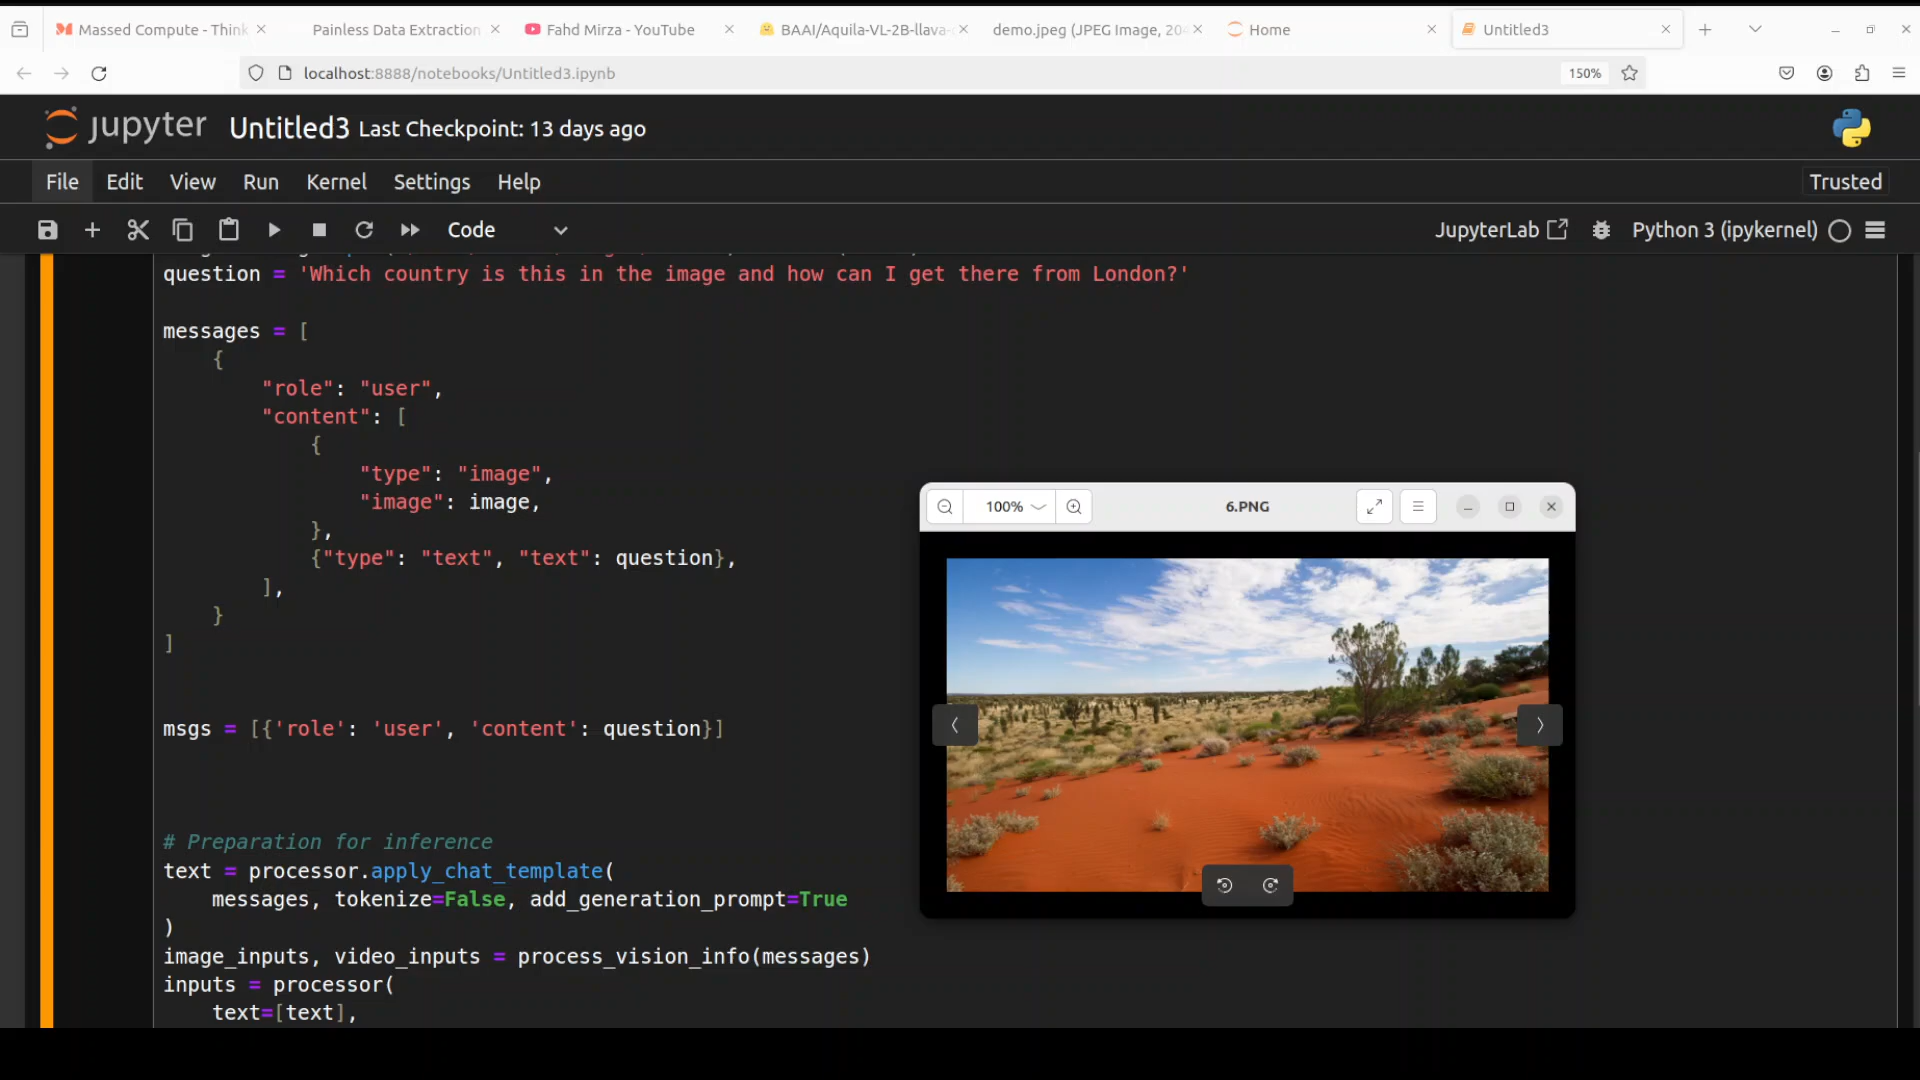 Massed Compute - Think
Painless Data Extraction
Fahd Mirza - YouTube
BAAI/Aquila-VL-2B-llava-
demo.jpeg (JPEG Image, 204
Home
Untitled3
localhost:8888/notebooks/Untitled3.ipynb
150%
jupyter Untitled3 Last Checkpoint: 13 days ago
File Edit View Run Kernel Settings Help Trusted
Code JupyterLab Python 3 (ipykernel)
question = 'Which country is this in the image and how can I get there from London?'
messages = [
{
"role": "user",
"content": [
{
"type": "image",
"image": image,
},
{"type": "text", "text": question},
],
}
]
msgs = [{'role': 'user', 'content': question}]
# Preparation for inference
text = processor.apply_chat_template(
messages, tokenize=False, add_generation_prompt=True
)
image_inputs, video_inputs = process_vision_info(messages)
inputs = processor(
text=[text],
100% 6.PNG